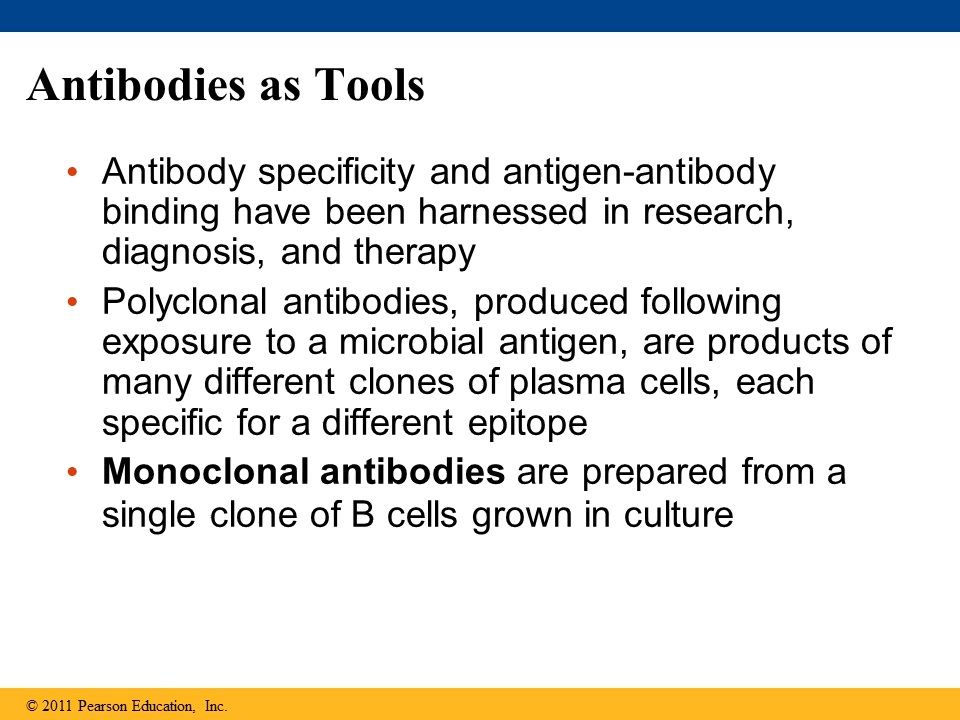 Antibodies as Tools
• Antibody specificity and antigen-antibody
binding have been harnessed in research,
diagnosis, and therapy
• Polyclonal antibodies, produced following
exposure to a microbial antigen, are products of
many different clones of plasma cells, each
specific for a different epitope
• Monoclonal antibodies are prepared from a
single clone of B cells grown in culture
© 2011 Pearson Education, Inc.